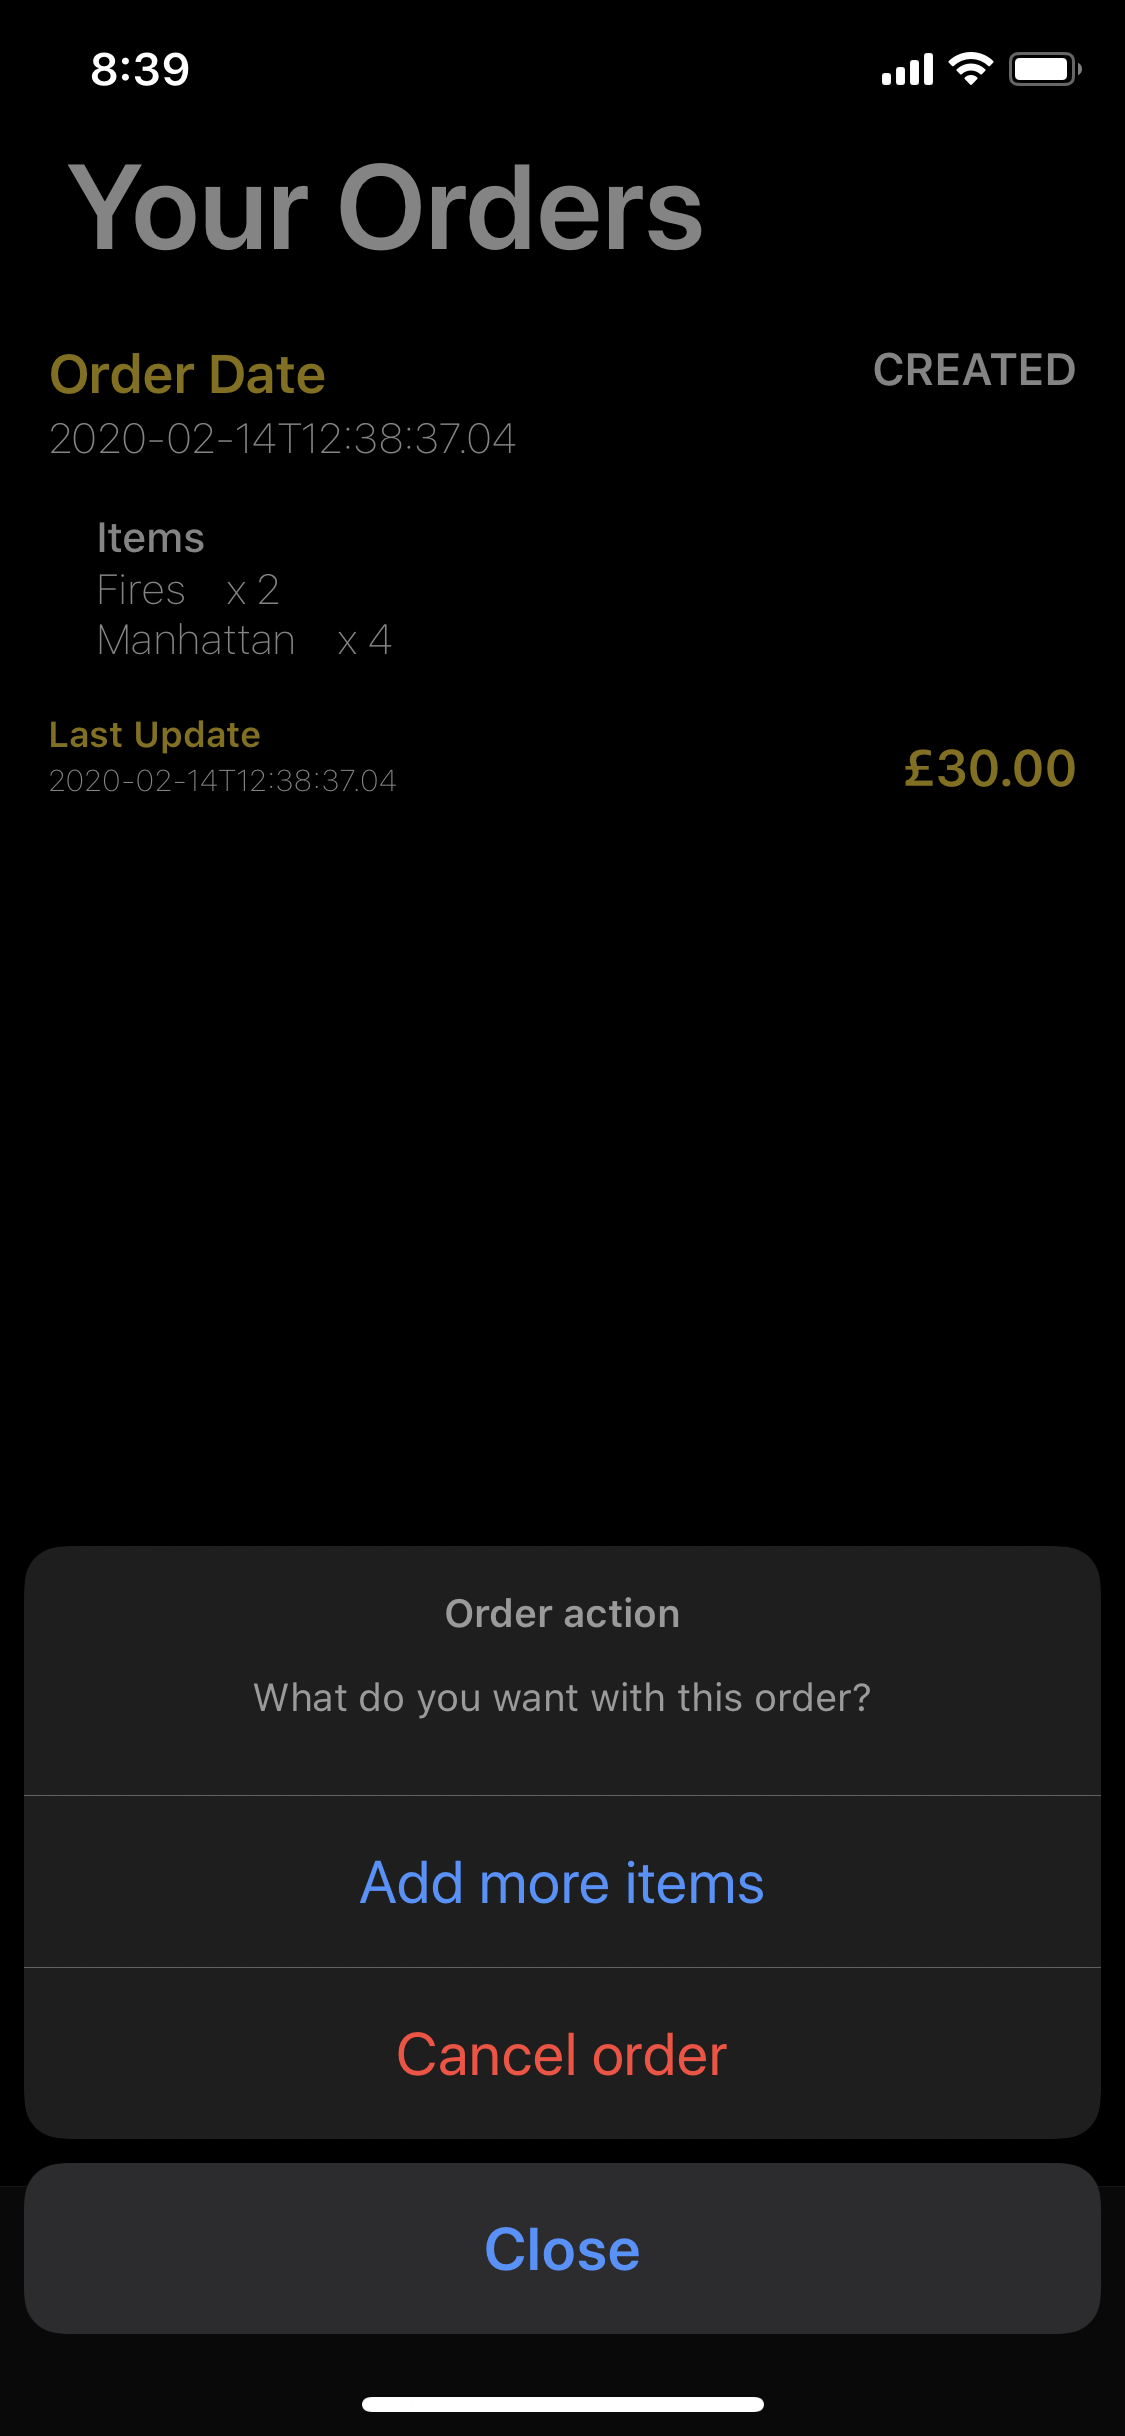 8:39
Your Orders
Order Date
CREATED
2020-02-14T12:38:37.04
Items
Fires x 2
Manhattan x 4
Last Update
2020-02-14T12:38:37.04
£30.00
Order action
What do you want with this order?
Add more items
Cancel order
Close